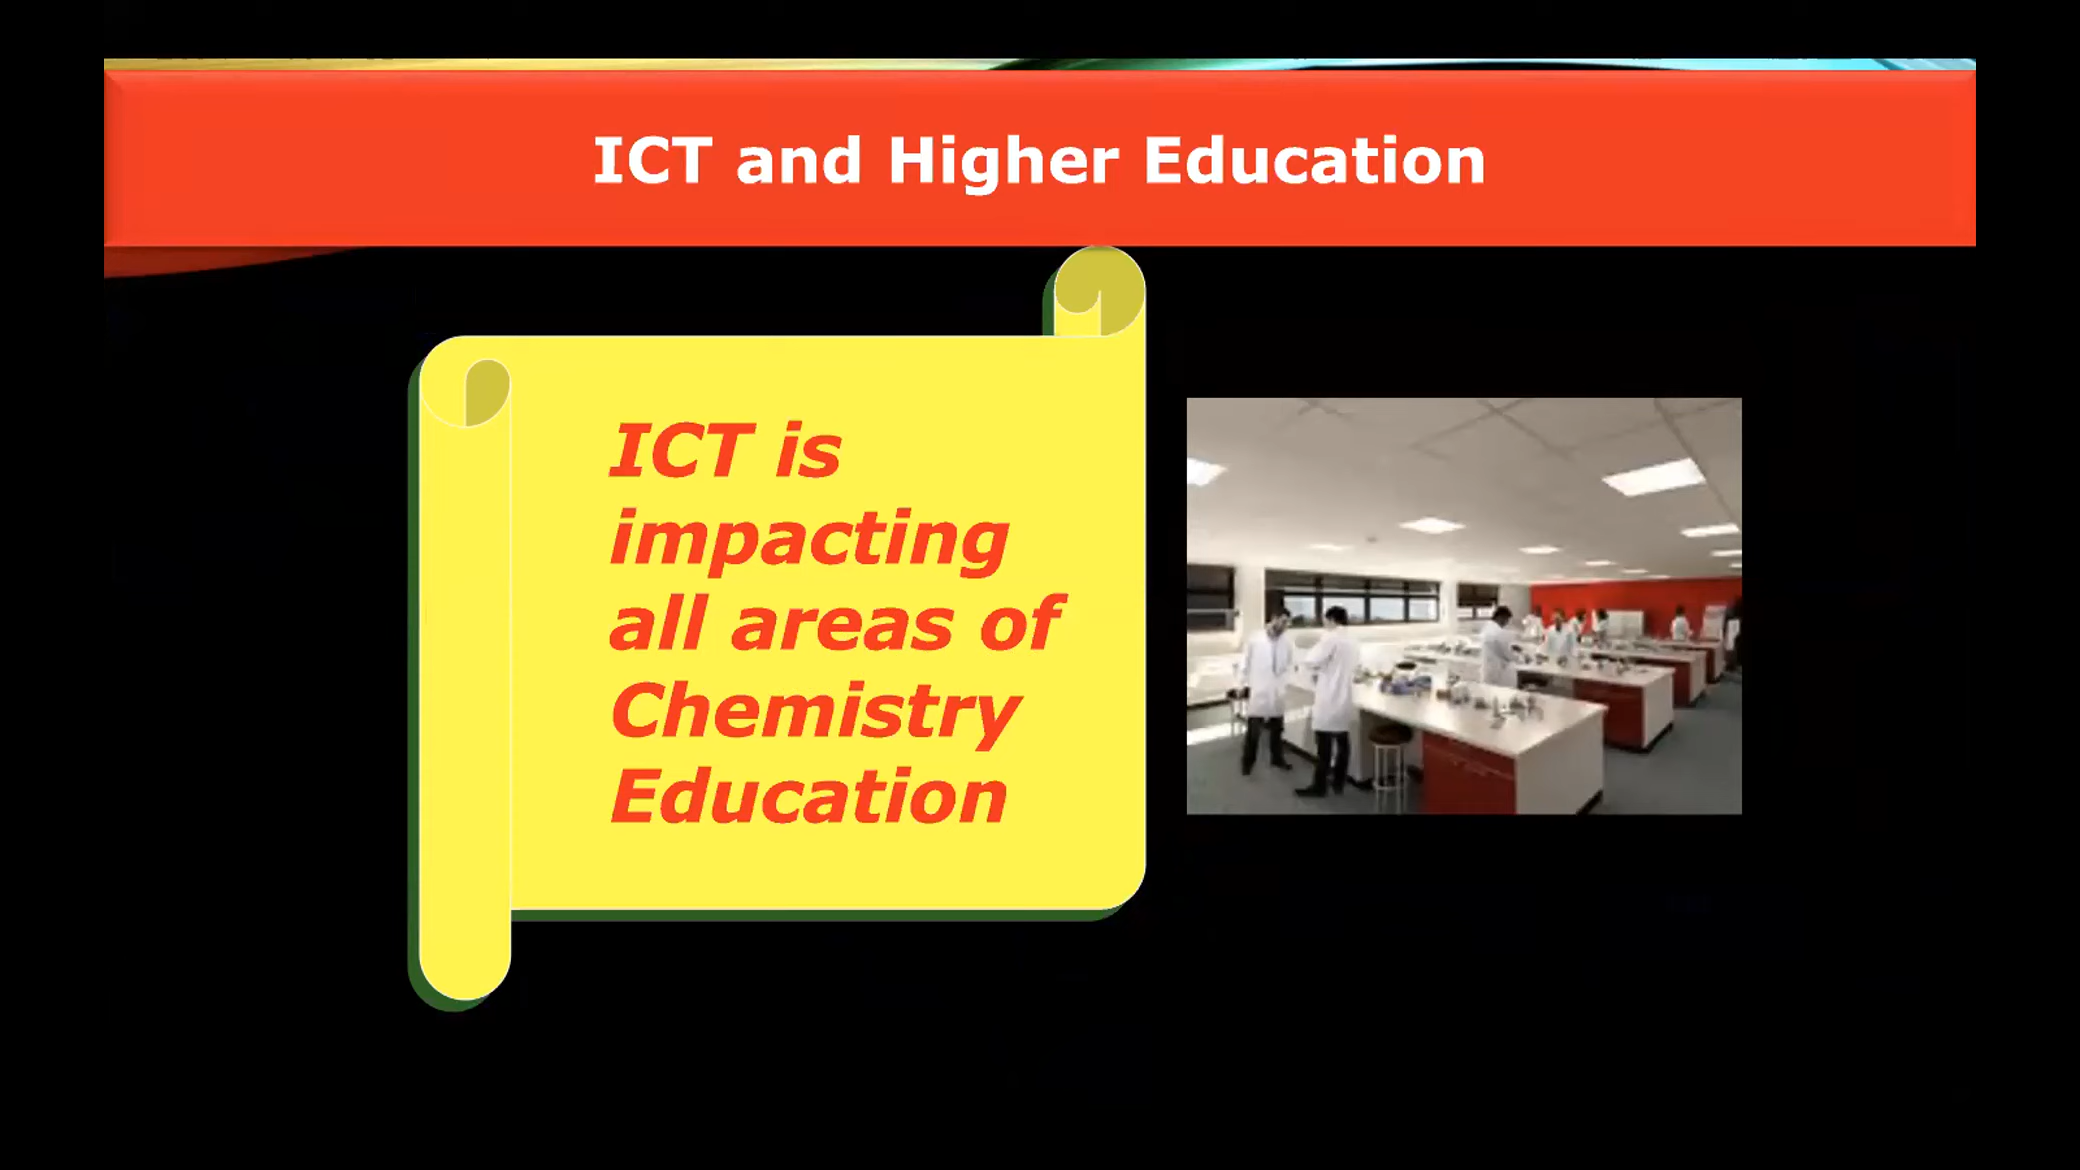 ICT and Higher Education
ICT is
impacting
all areas of
Chemistry
Education